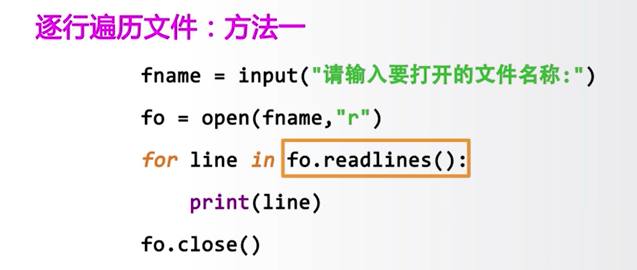 逐行遍历文件：方法一
fname = input("请输入要打开的文件名称:")
fo = open(fname,"r")
for line in fo.readlines():
    print(line)
fo.close()